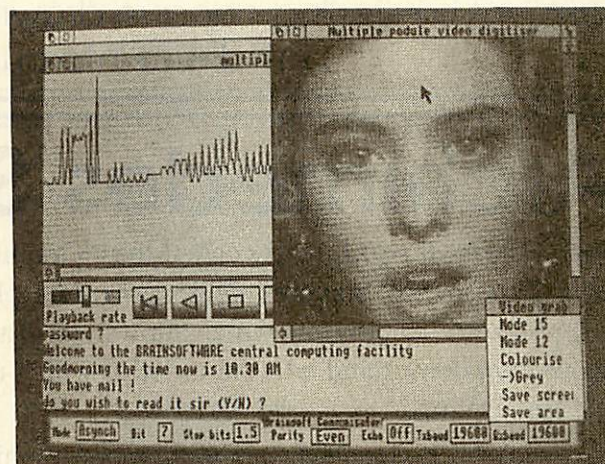 Multiple podule video digitiser
multiple
Playback rate
password ?
Welcome to the BRAINSOFTWARE central computing facility
Goodmorning the time now is 10.30 AM
You have mail !
do you wish to read it sir (Y/N) ?
Video grab
Mode 15
Mode 12
Colourise
->Grey
Save screen
Save area
Brainsoft Commsisator
Mode Asynch Bit 7 Stop bits 1.5 Parity Even Echo Off Txbaud 19600 Rxbaud 19600